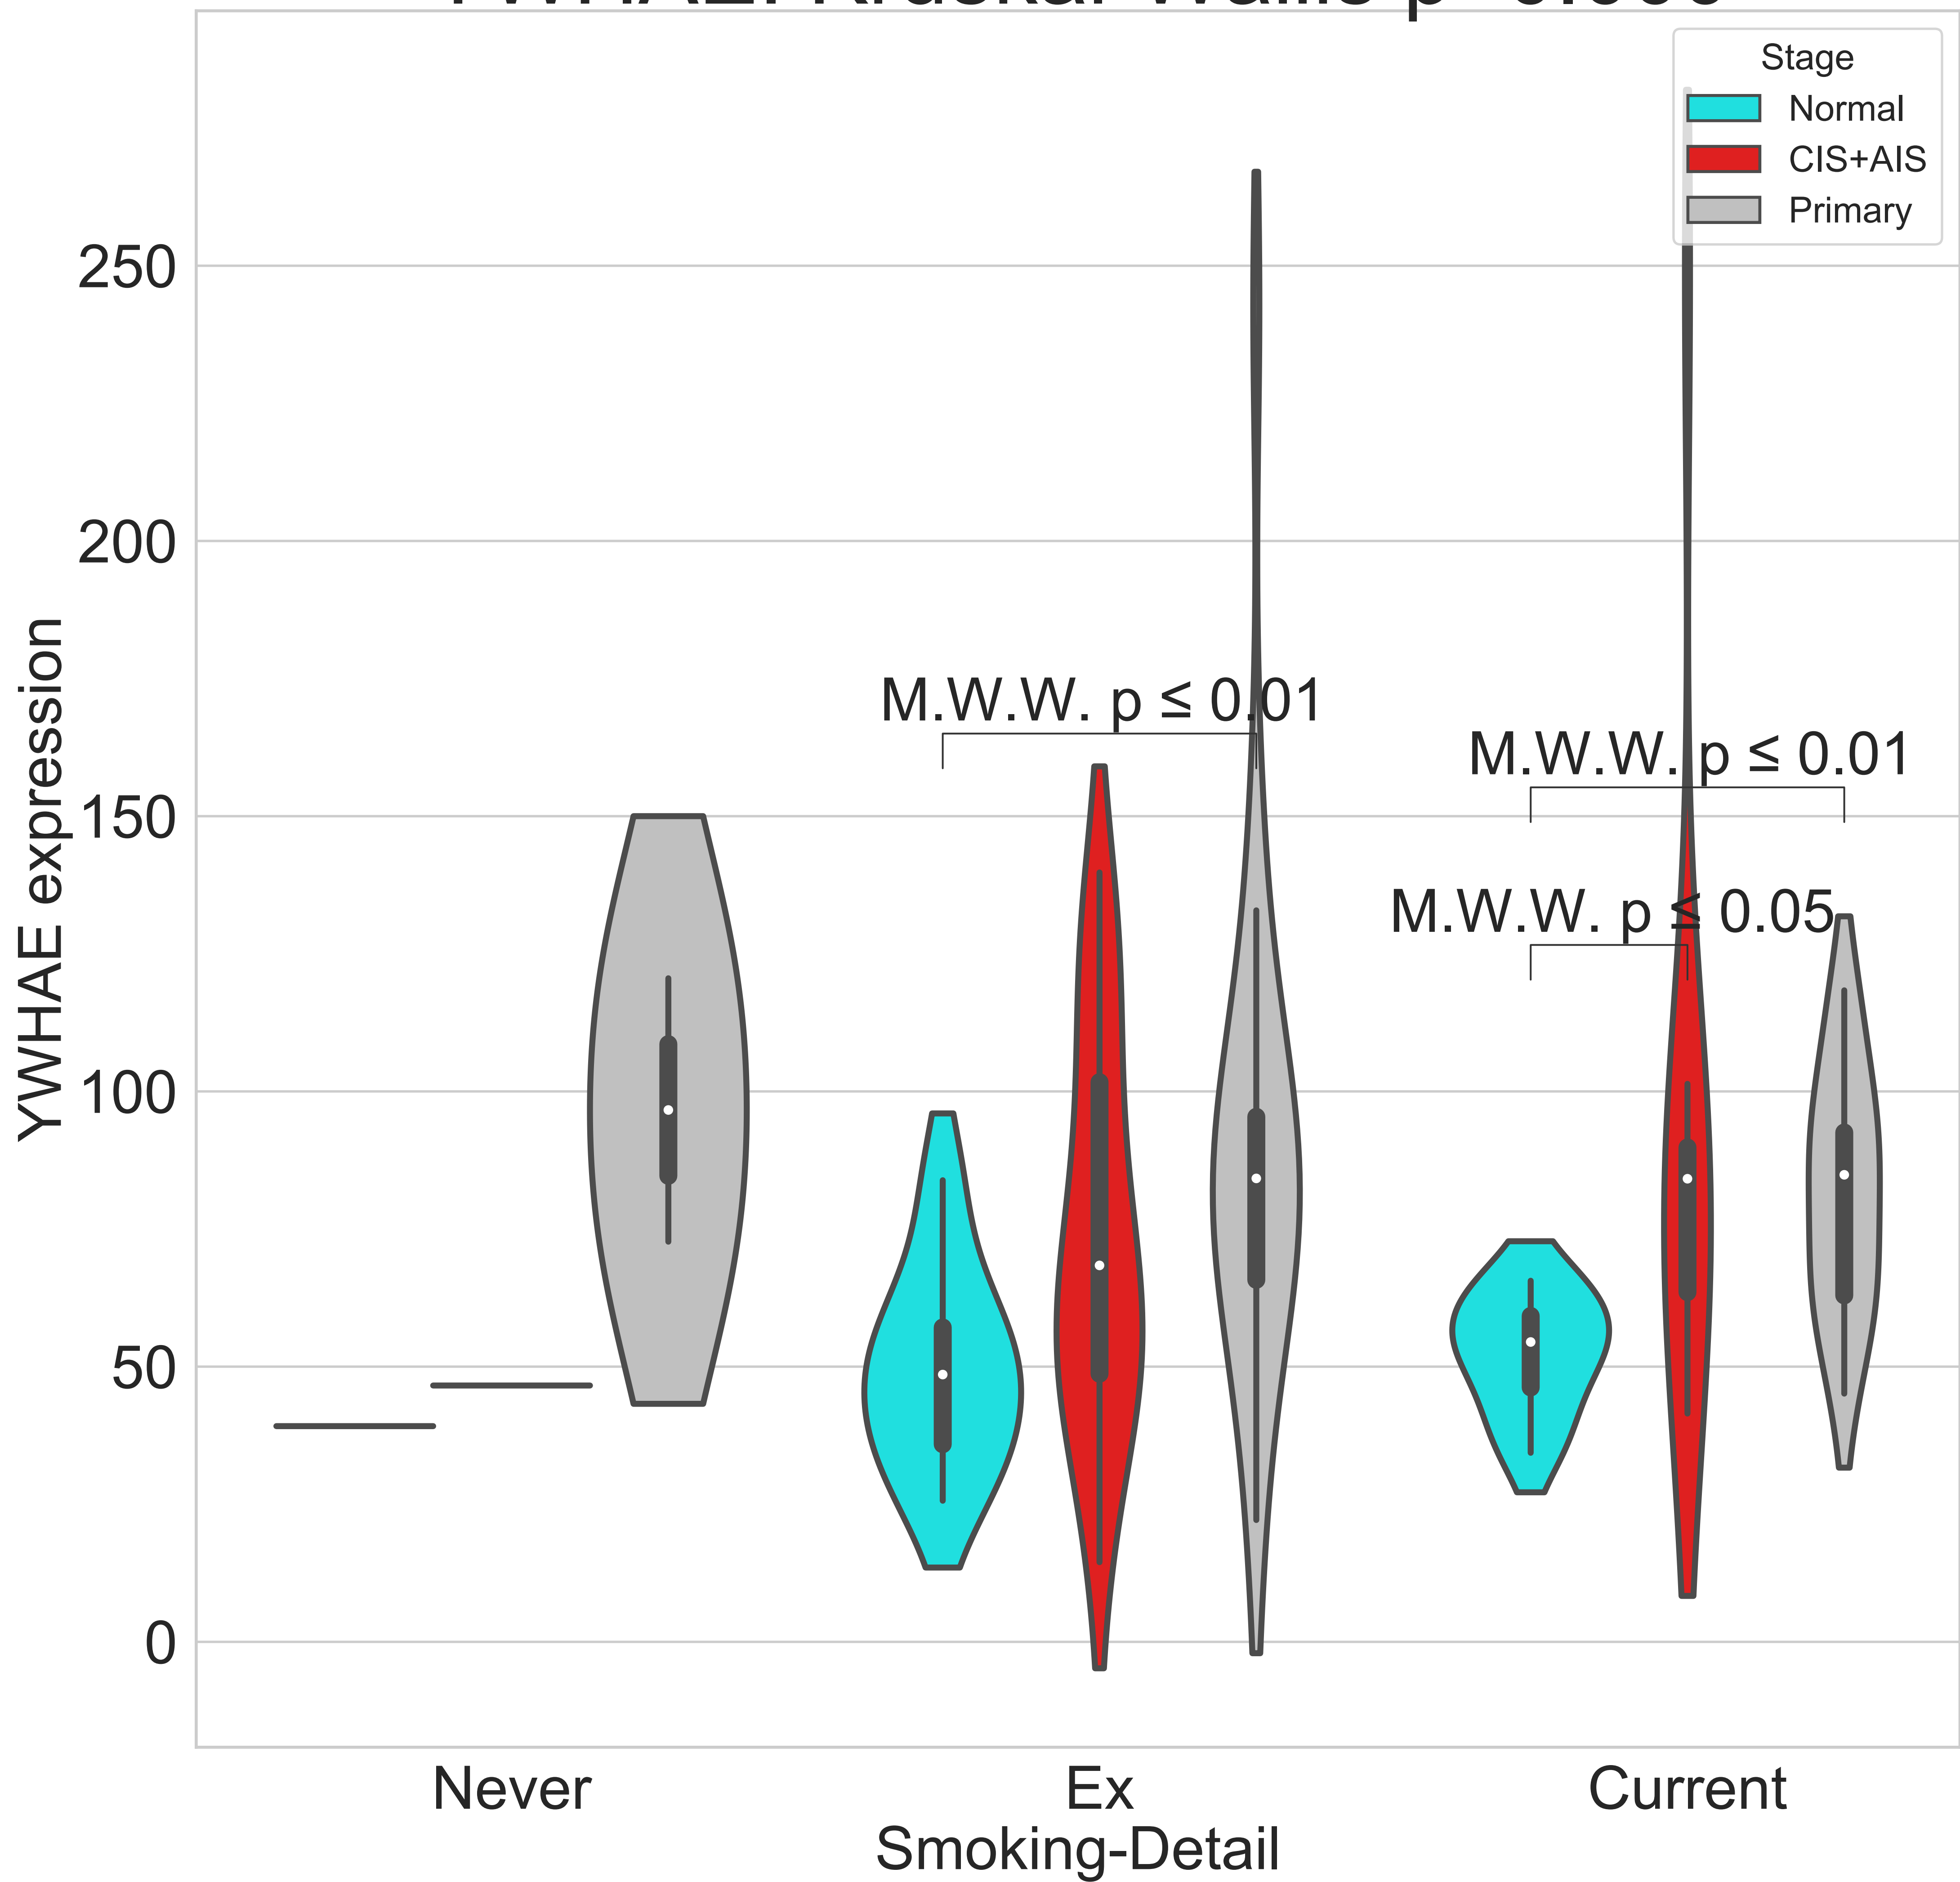 Stage
Normal
CIS+AIS
Primary
250
200
150
100
50
0
YWHAE expression
M.W.W. p ≤ 0.01
M.W.W. p ≤ 0.01
M.W.W. p ≤ 0.05
Never
Ex
Current
Smoking-Detail